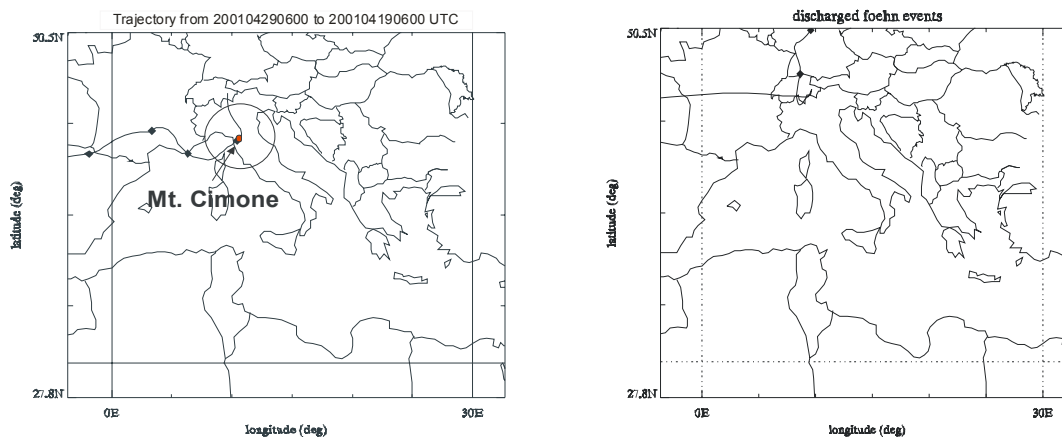 Trajectory from 200104290600 to 200104190600 UTC
50.5N
latitude (deg)
Mt. Cimone
27.8N
0E
30E
longitude (deg)
discharged foehn events
50.5N
latitude (deg)
27.8N
0E
30E
longitude (deg)